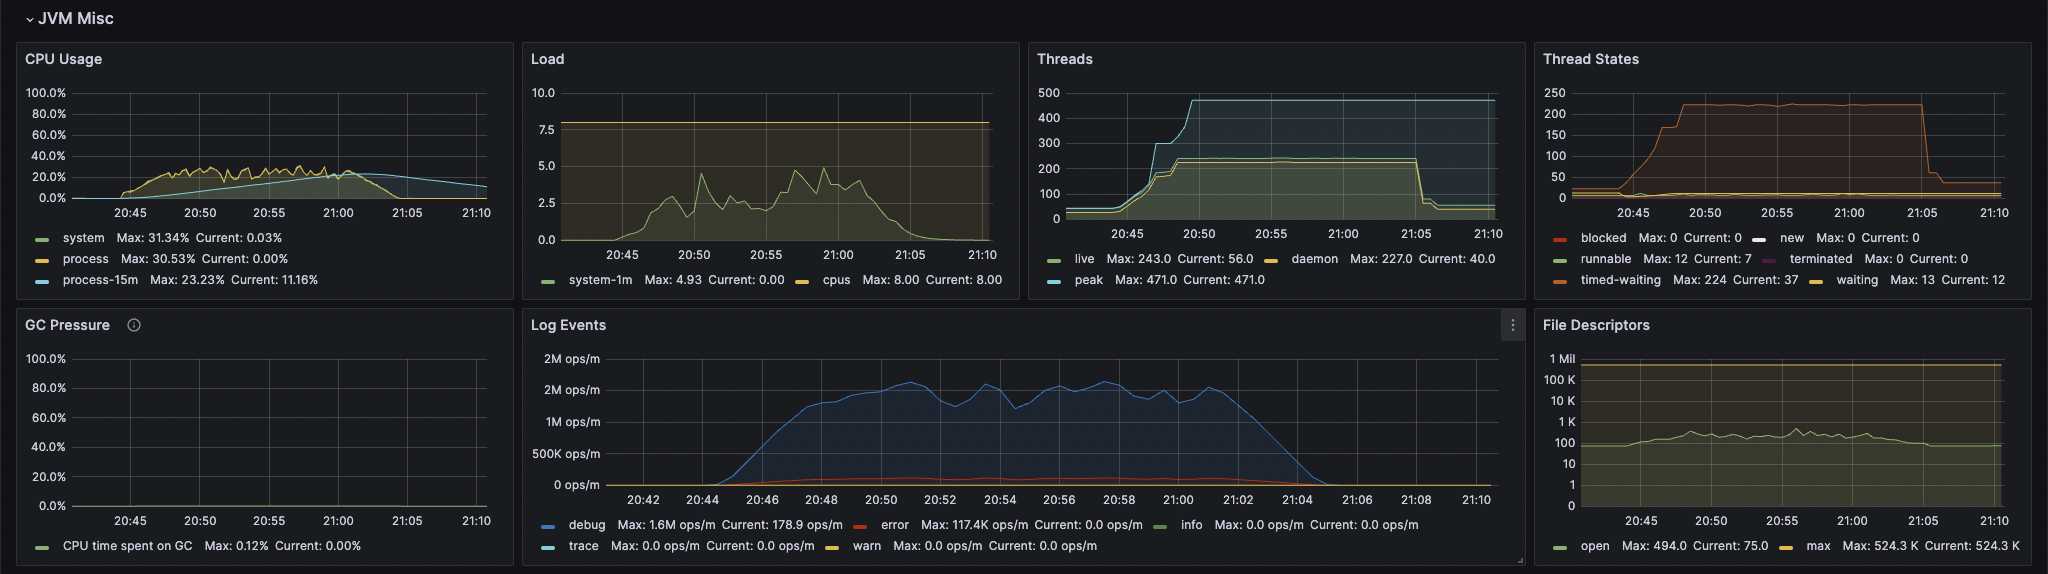 JVM Misc
CPU Usage
100.0%
80.0%
60.0%
40.0%
20.0%
0.0%
20:45 20:50 20:55 21:00 21:05 21:10
system Max: 31.34% Current: 0.03%
process Max: 30.53% Current: 0.00%
process-15m Max: 23.23% Current: 11.16%
Load
10.0
7.5
5.0
2.5
0.0
20:45 20:50 20:55 21:00 21:05 21:10
system-1m Max: 4.93 Current: 0.00 cpus Max: 8.00 Current: 8.00
Threads
500
400
300
200
100
0
20:45 20:50 20:55 21:00 21:05 21:10
live Max: 243.0 Current: 56.0 daemon Max: 227.0 Current: 40.0
peak Max: 471.0 Current: 471.0
Thread States
250
200
150
100
50
0
20:45 20:50 20:55 21:00 21:05 21:10
blocked Max: 0 Current: 0 new Max: 0 Current: 0
runnable Max: 12 Current: 7 terminated Max: 0 Current: 0
timed-waiting Max: 224 Current: 37 waiting Max: 13 Current: 12
GC Pressure
100.0%
80.0%
60.0%
40.0%
20.0%
0.0%
20:45 20:50 20:55 21:00 21:05 21:10
CPU time spent on GC Max: 0.12% Current: 0.00%
Log Events
2M ops/m
2M ops/m
1M ops/m
500K ops/m
0 ops/m
20:42 20:44 20:46 20:48 20:50 20:52 20:54 20:56 20:58 21:00 21:02 21:04 21:06 21:08 21:10
debug Max: 1.6M ops/m Current: 178.9 ops/m error Max: 117.4K ops/m Current: 0.0 ops/m info Max: 0.0 ops/m Current: 0.0 ops/m
trace Max: 0.0 ops/m Current: 0.0 ops/m warn Max: 0.0 ops/m Current: 0.0 ops/m
File Descriptors
1 Mil
100 K
10 K
1 K
100
10
1
0
20:45 20:50 20:55 21:00 21:05 21:10
open Max: 494.0 Current: 75.0 max Max: 524.3 K Current: 524.3 K